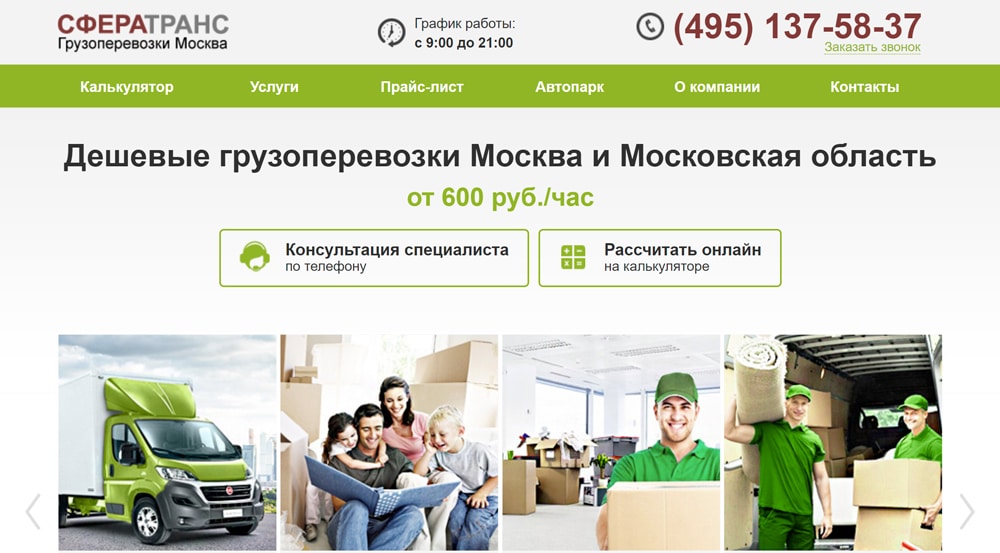 СФЕРАТРАНС
Грузоперевозки Москва
График работы:
с 9:00 до 21:00
(495) 137-58-37
Заказать звонок
Калькулятор Услуги Прайс-лист Автопарк О компании Контакты
Дешевые грузоперевозки Москва и Московская область
от 600 руб./час
Консультация специалиста
по телефону
Рассчитать онлайн
на калькуляторе